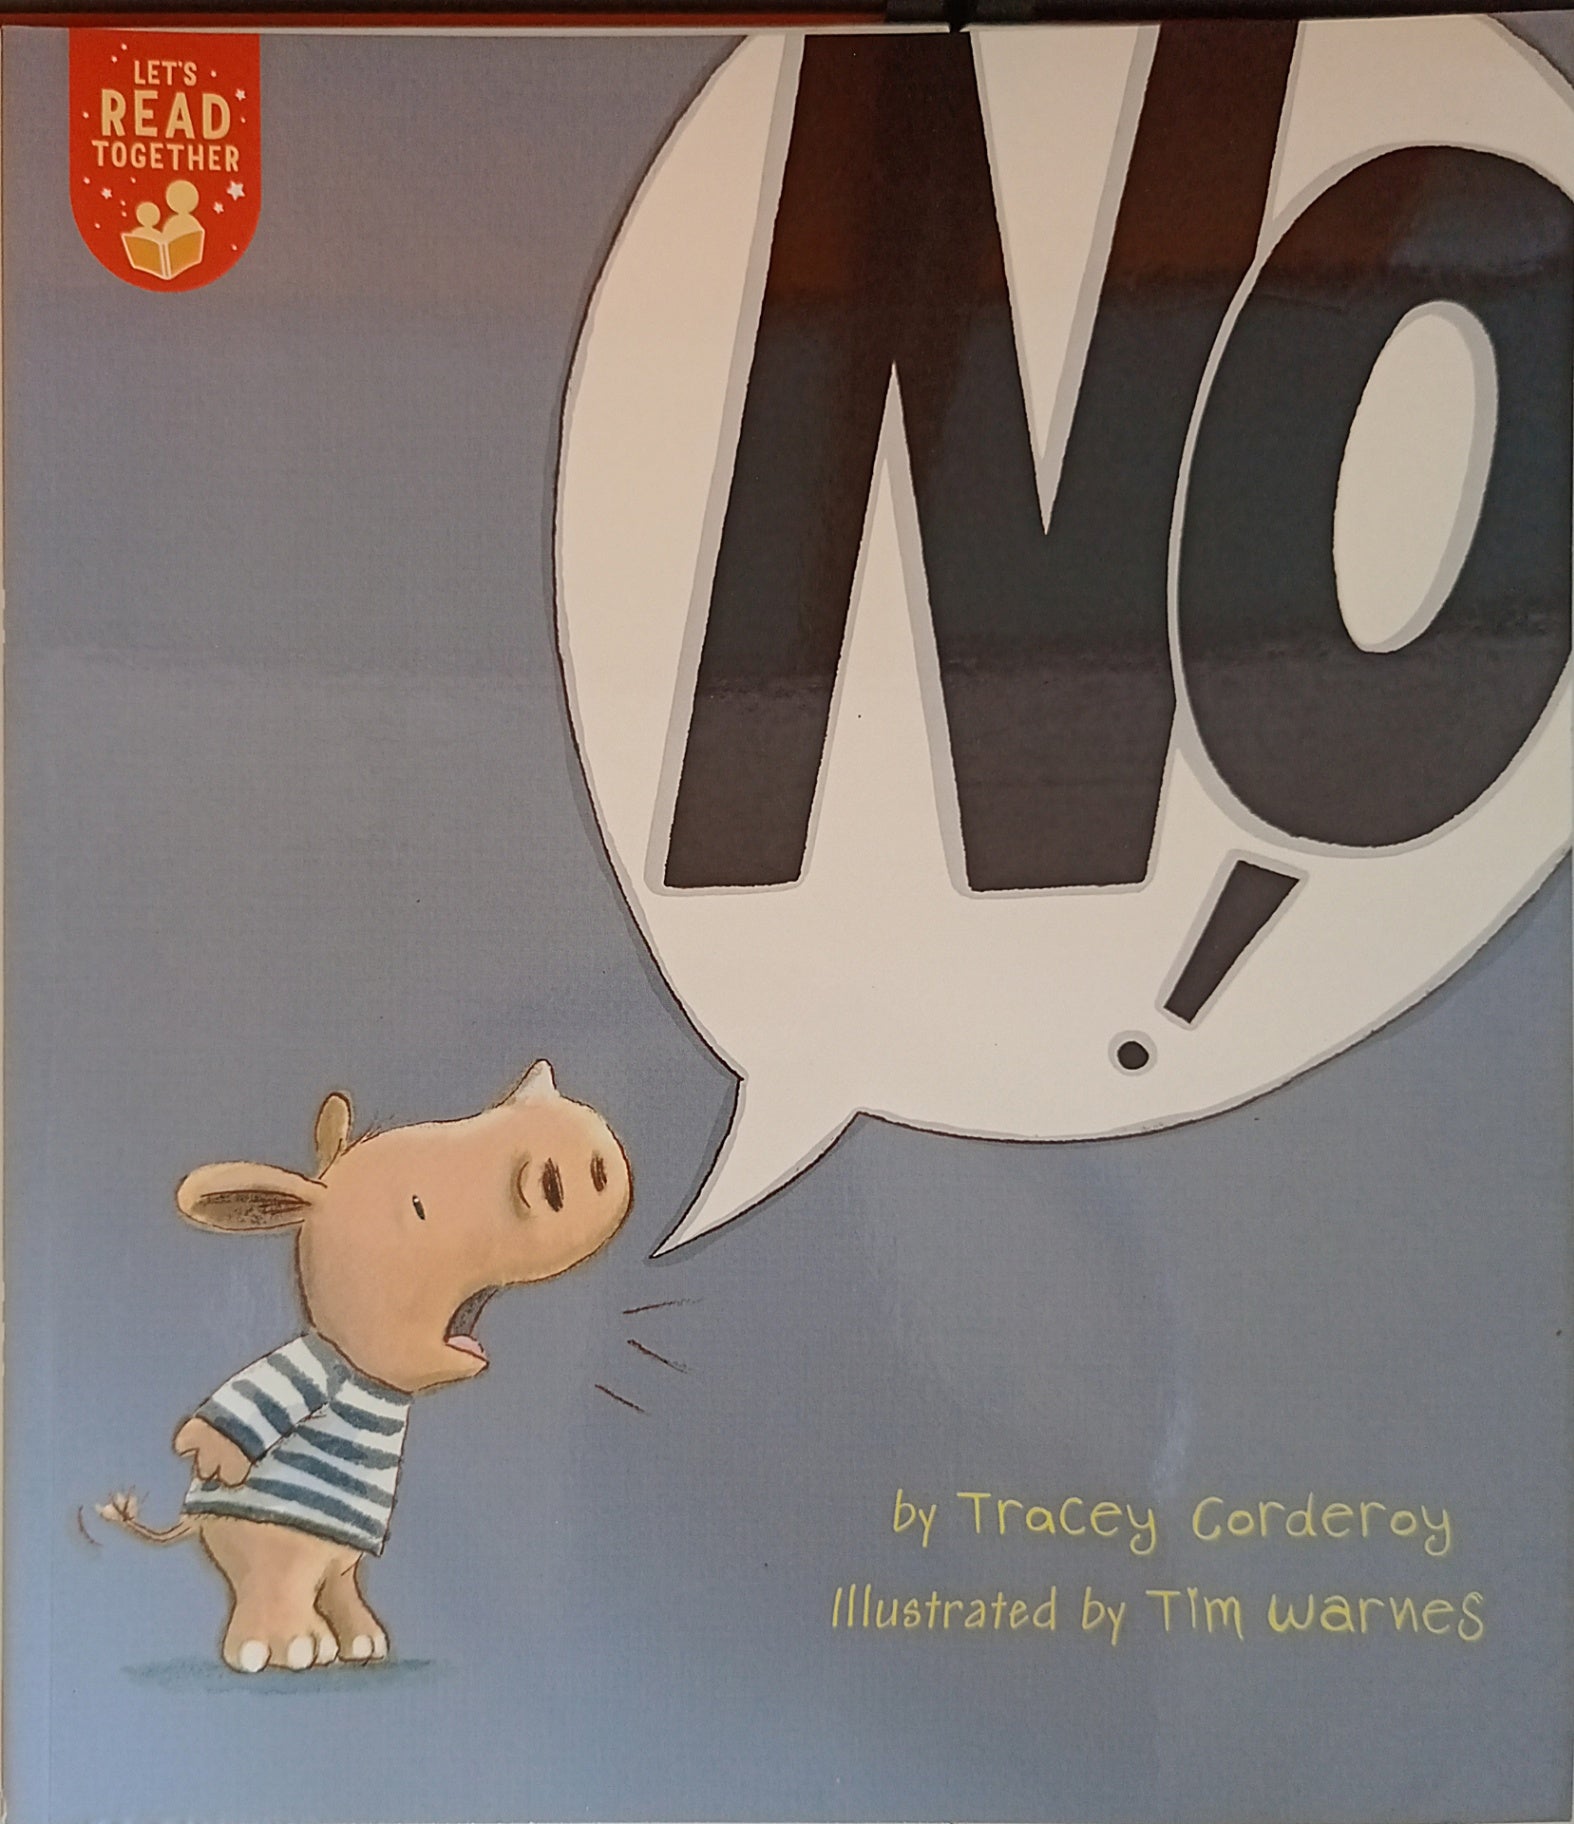 LET'S
READ
TOGETHER
No
!
by Tracey Corderoy
Illustrated by Tim Warnes